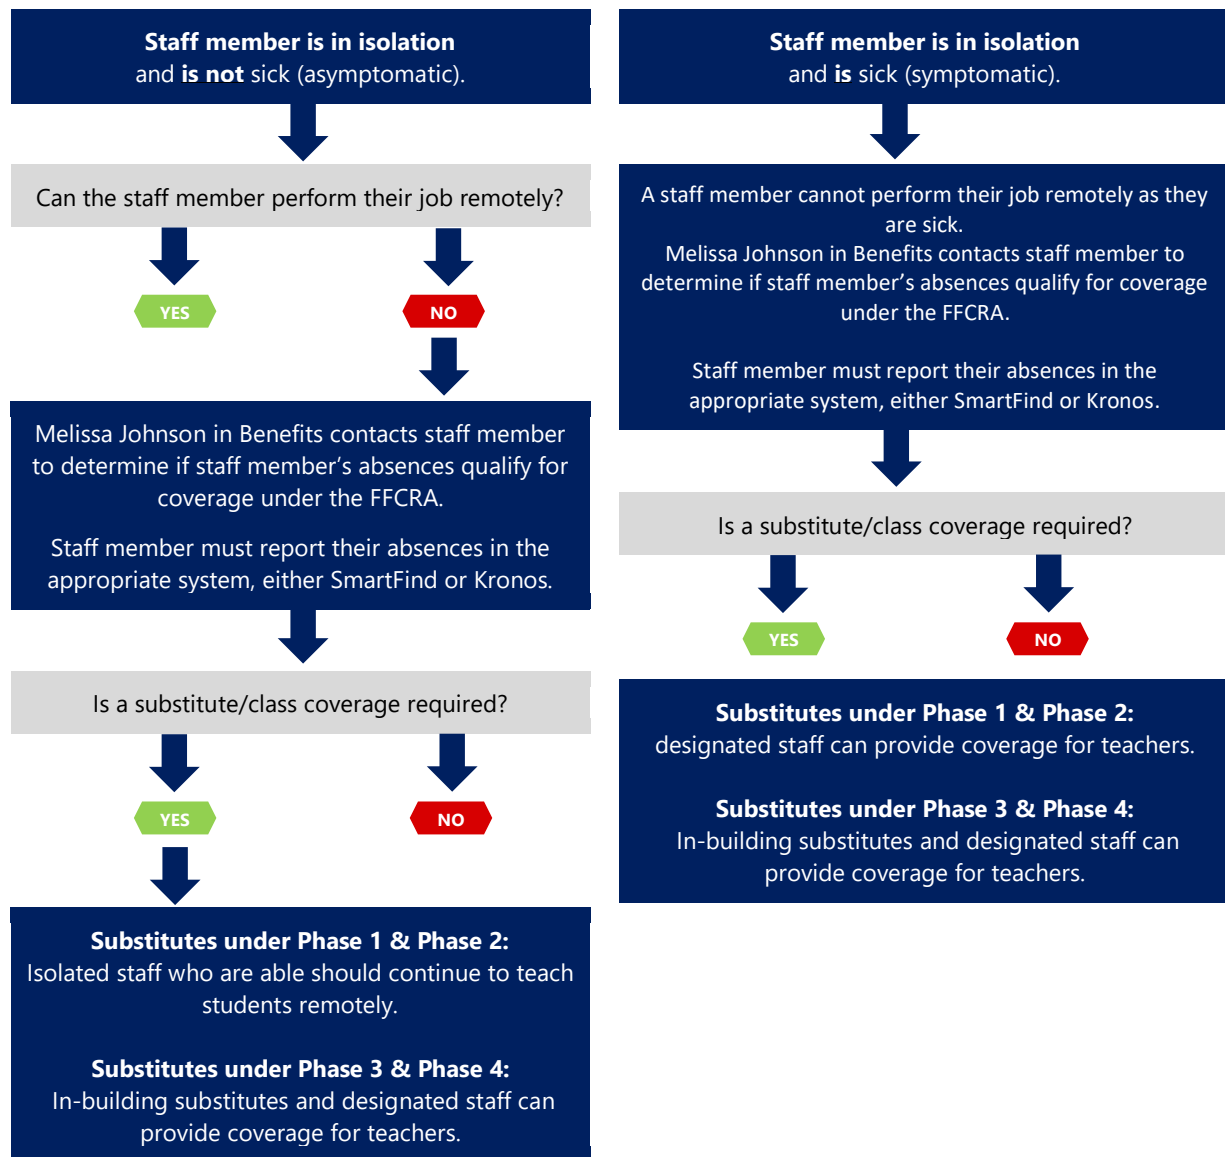 Staff member is in isolation
and is not sick (asymptomatic).
Can the staff member perform their job remotely?
YES
NO
Melissa Johnson in Benefits contacts staff member
to determine if staff member’s absences qualify for
coverage under the FFCRA.
Staff member must report their absences in the
appropriate system, either SmartFind or Kronos.
Is a substitute/class coverage required?
YES
NO
Substitutes under Phase 1 & Phase 2:
Isolated staff who are able should continue to teach
students remotely.
Substitutes under Phase 3 & Phase 4:
In-building substitutes and designated staff can
provide coverage for teachers.
Staff member is in isolation
and is sick (symptomatic).
A staff member cannot perform their job remotely as they
are sick.
Melissa Johnson in Benefits contacts staff member to
determine if staff member’s absences qualify for coverage
under the FFCRA.
Staff member must report their absences in the
appropriate system, either SmartFind or Kronos.
Is a substitute/class coverage required?
YES
NO
Substitutes under Phase 1 & Phase 2:
designated staff can provide coverage for teachers.
Substitutes under Phase 3 & Phase 4:
In-building substitutes and designated staff can
provide coverage for teachers.